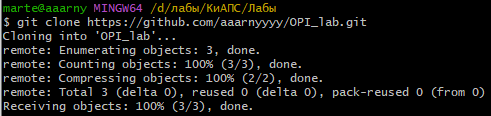 marte@aaarny MINGW64 /d/лабы/КиАПС/Лабы
$ git clone https://github.com/aaarnyyyy/OPI_lab.git
Cloning into 'OPI_lab'...
remote: Enumerating objects: 3, done.
remote: Counting objects: 100% (3/3), done.
remote: Compressing objects: 100% (2/2), done.
remote: Total 3 (delta 0), reused 0 (delta 0), pack-reused 0 (from 0)
Receiving objects: 100% (3/3), done.